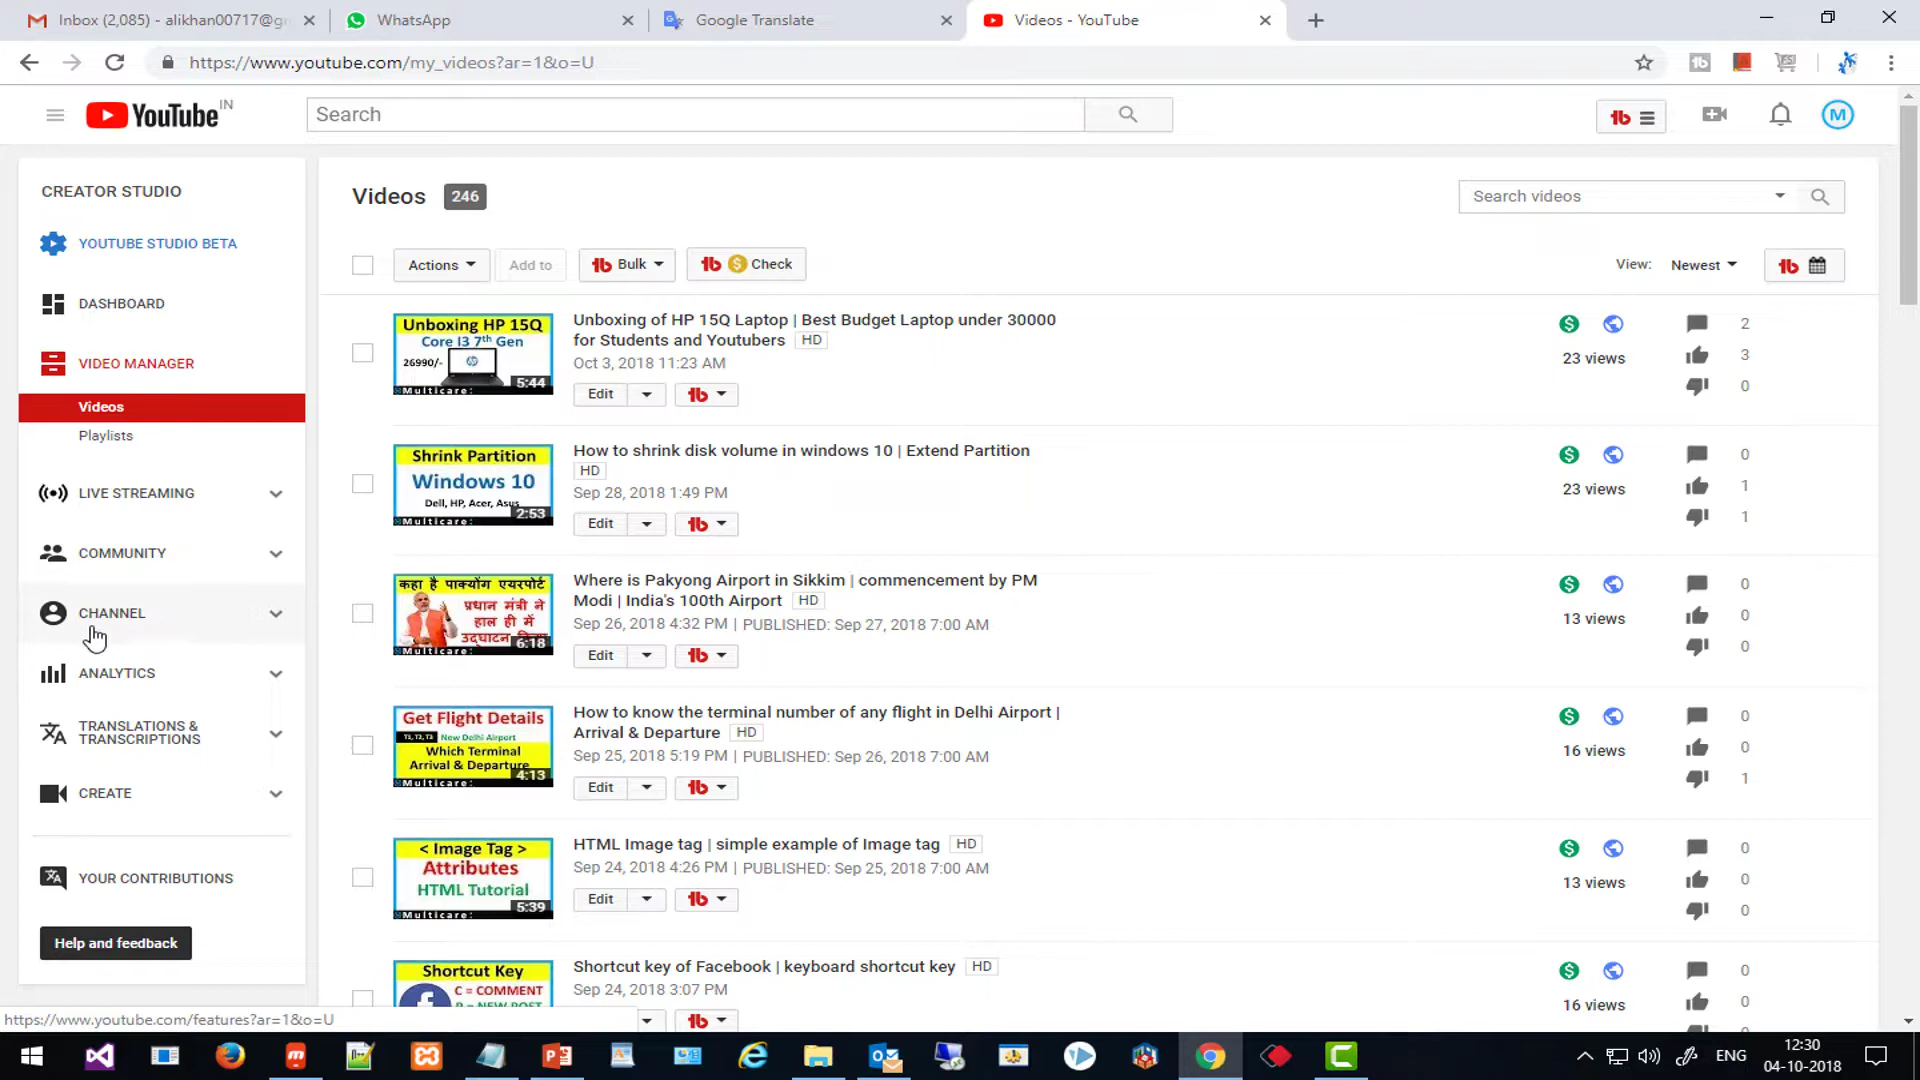 Inbox (2,085) - alikhan00717@g
WhatsApp
Google Translate
Videos - YouTube
https://www.youtube.com/my_videos?ar=1&o=U
YouTube IN
Search
M
CREATOR STUDIO
YOUTUBE STUDIO BETA
DASHBOARD
VIDEO MANAGER
Videos
Playlists
LIVE STREAMING
COMMUNITY
CHANNEL
ANALYTICS
TRANSLATIONS &
TRANSCRIPTIONS
CREATE
YOUR CONTRIBUTIONS
Help and feedback
Videos 246
Search videos
Actions
Add to
Bulk
Check
View: Newest
Unboxing HP 15Q
Core I3 7th Gen
26990/-
5:44
Multicare:
Unboxing of HP 15Q Laptop | Best Budget Laptop under 30000
for Students and Youtubers HD
Oct 3, 2018 11:23 AM
Edit
23 views
2
3
0
Shrink Partition
Windows 10
Dell, HP, Acer, Asus
2:53
Multicare:
How to shrink disk volume in windows 10 | Extend Partition
HD
Sep 28, 2018 1:49 PM
Edit
23 views
0
1
1
कहा है पाक्योंग एयरपोर्ट
प्रधान मंत्री ने
हाल ही में
उद्घाटन किया
6:18
Multicare:
Where is Pakyong Airport in Sikkim | commencement by PM
Modi | India's 100th Airport HD
Sep 26, 2018 4:32 PM | PUBLISHED: Sep 27, 2018 7:00 AM
Edit
13 views
0
0
0
Get Flight Details
T1, T2, T3 New Delhi Airport
Which Terminal
Arrival & Departure
4:13
Multicare:
How to know the terminal number of any flight in Delhi Airport |
Arrival & Departure HD
Sep 25, 2018 5:19 PM | PUBLISHED: Sep 26, 2018 7:00 AM
Edit
16 views
0
0
1
< Image Tag >
Attributes
HTML Tutorial
5:39
Multicare:
HTML Image tag | simple example of Image tag HD
Sep 24, 2018 4:26 PM | PUBLISHED: Sep 25, 2018 7:00 AM
Edit
13 views
0
0
0
Shortcut Key
C = COMMENT
Shortcut key of Facebook | keyboard shortcut key HD
Sep 24, 2018 3:07 PM
16 views
0
0
https://www.youtube.com/features?ar=1&o=U
ENG
12:30
04-10-2018